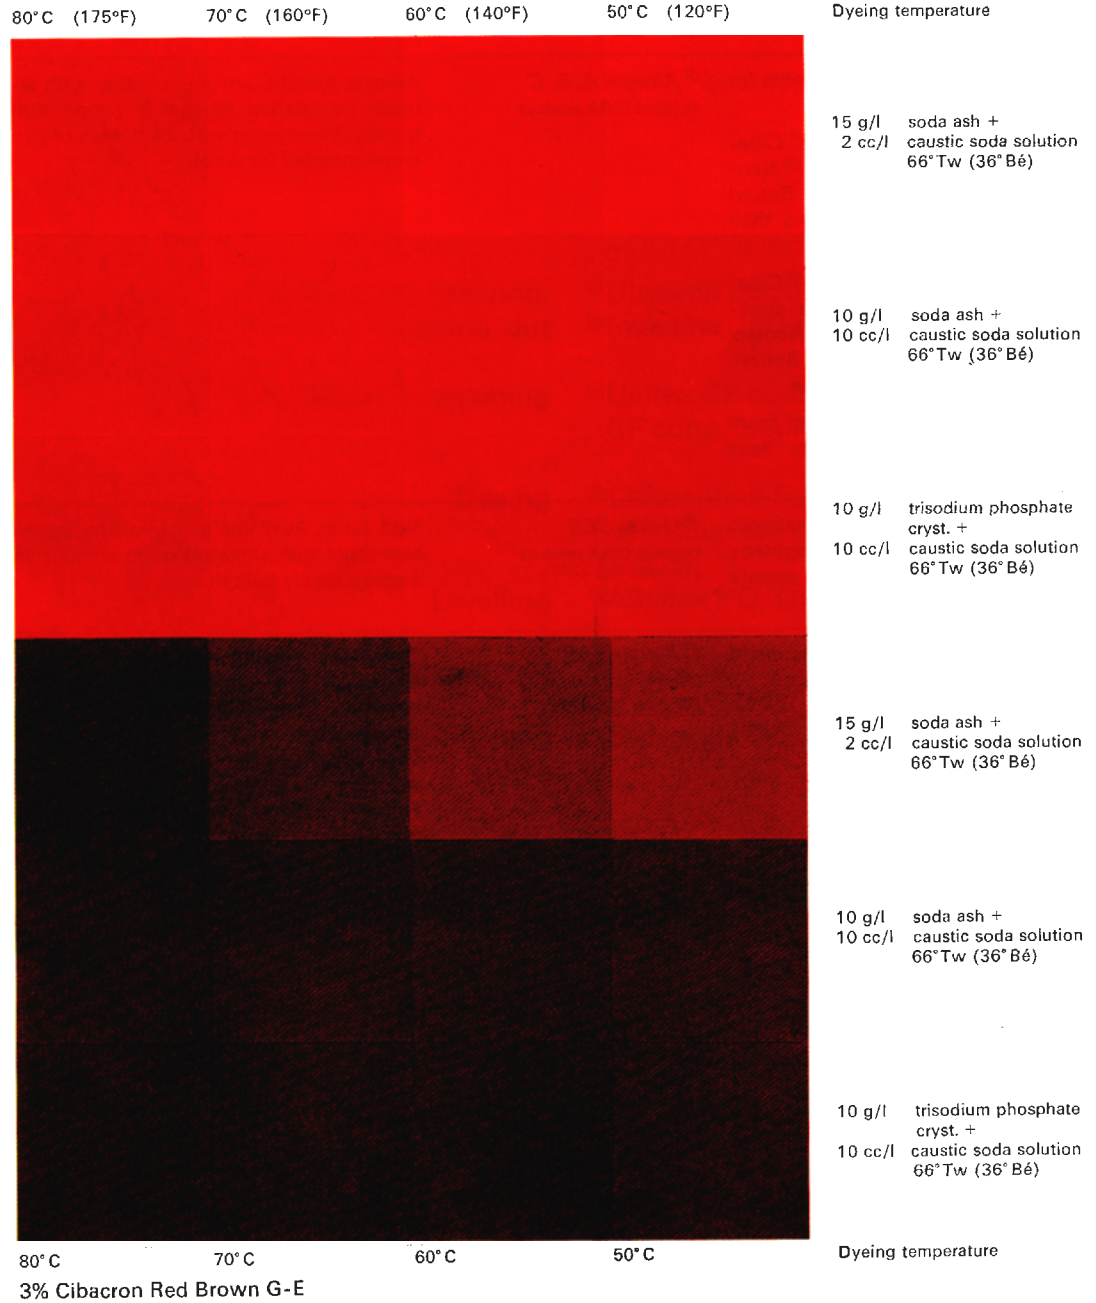 80°C (175°F) 70°C (160°F) 60°C (140°F) 50°C (120°F) Dyeing temperature
15 g/l soda ash +
2 cc/l caustic soda solution
66°Tw (36°Bé)
10 g/l soda ash +
10 cc/l caustic soda solution
66°Tw (36°Bé)
10 g/l trisodium phosphate
cryst. +
10 cc/l caustic soda solution
66°Tw (36°Bé)
15 g/l soda ash +
2 cc/l caustic soda solution
66°Tw (36°Bé)
10 g/l soda ash +
10 cc/l caustic soda solution
66°Tw (36°Bé)
10 g/l trisodium phosphate
cryst. +
10 cc/l caustic soda solution
66°Tw (36°Bé)
80°C 70°C 60°C 50°C Dyeing temperature
3% Cibacron Red Brown G-E